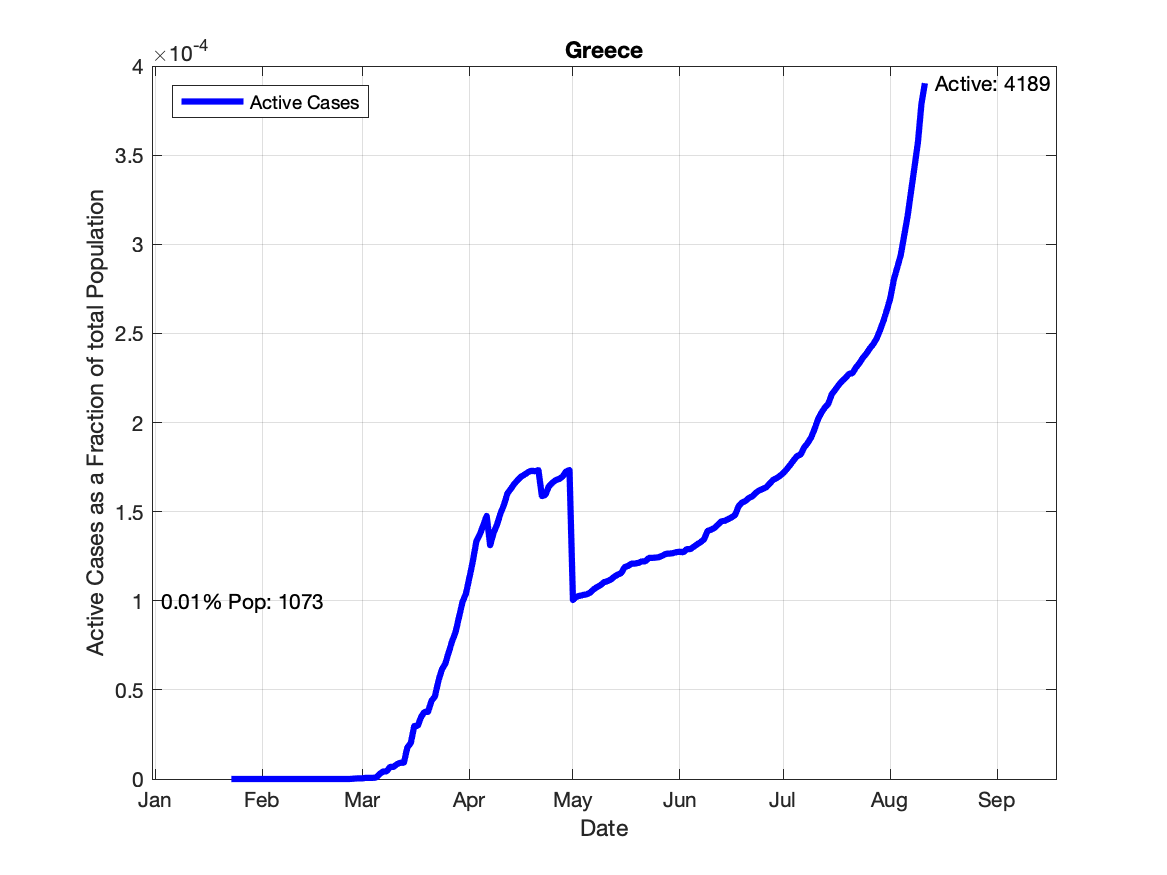 Greece
×10-4
4
3.5
3
2.5
2
1.5
1
0.5
0
Active Cases as a Fraction of total Population
Active Cases
Active: 4189
0.01% Pop: 1073
Jan Feb Mar Apr May Jun Jul Aug Sep
Date